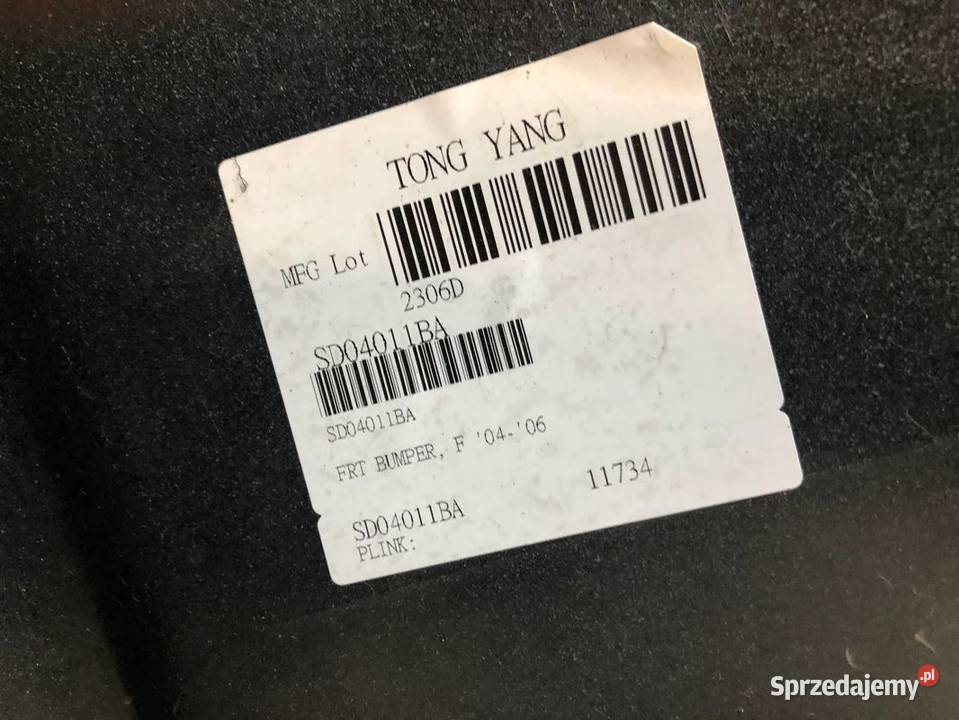 TONG YANG
MFG Lot
2306D
SD04011BA
SD04011BA
FRT BUMPER, F '04-'06
SD04011BA
11734
PLINK:
Sprzedajemy.pl